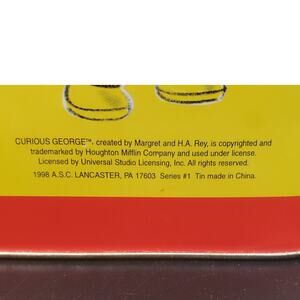 CURIOUS GEORGE™, created by Margret and H.A. Rey, is copyrighted and
trademarked by Houghton Mifflin Company and used under license.
Licensed by Universal Studio Licensing, Inc. All rights reserved.
1998 A.S.C. LANCASTER, PA 17603 Series #1 Tin made in China.